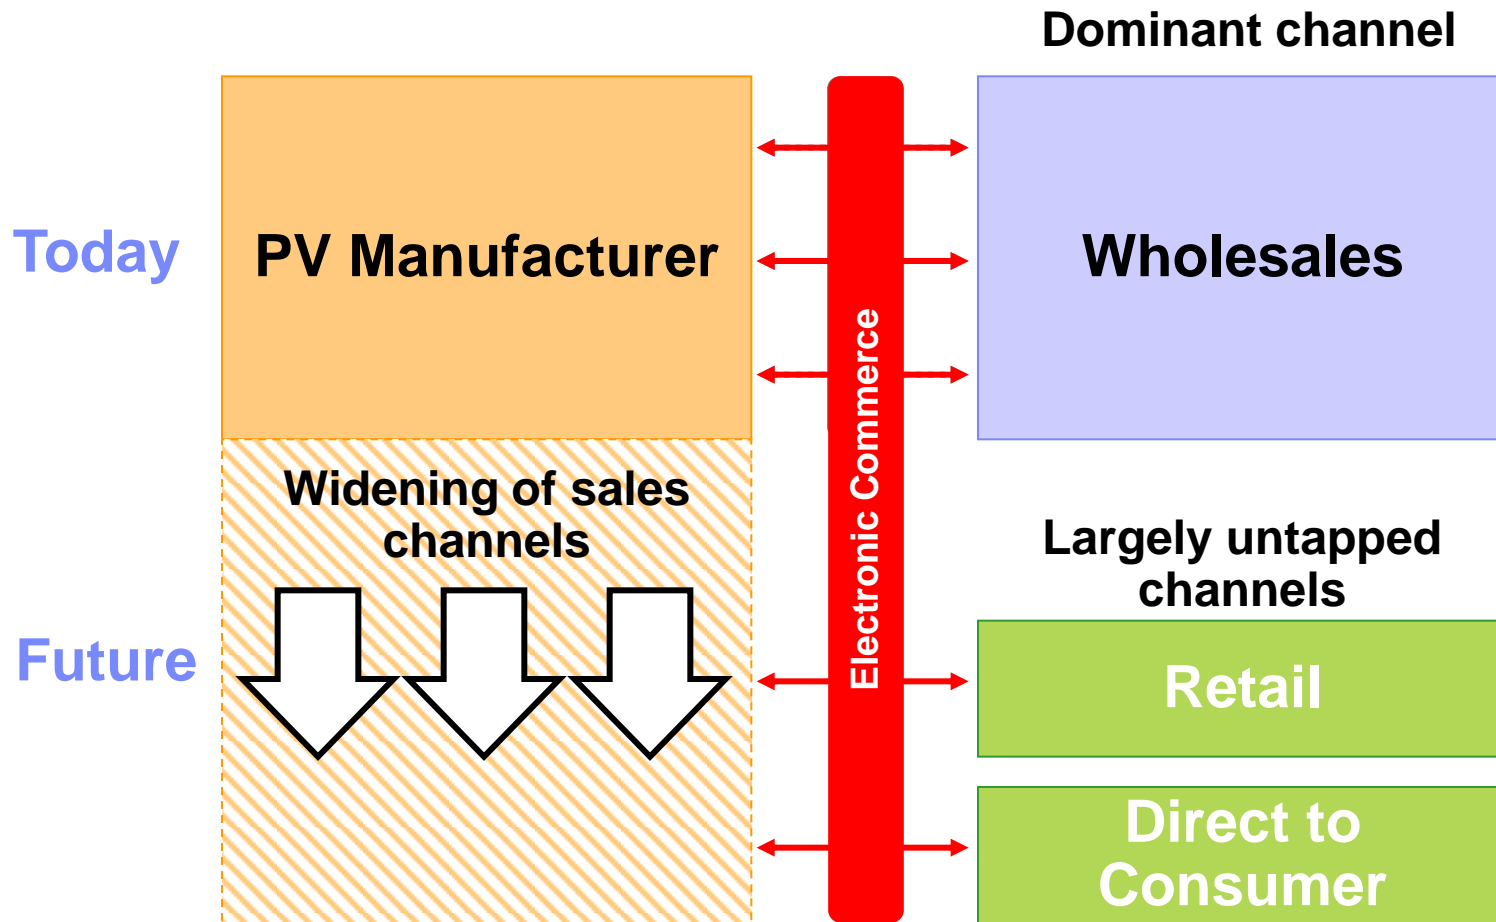 Dominant channel
Today
PV Manufacturer
Wholesales
Electronic Commerce
Widening of sales
channels
Largely untapped
channels
Future
Retail
Direct to
Consumer